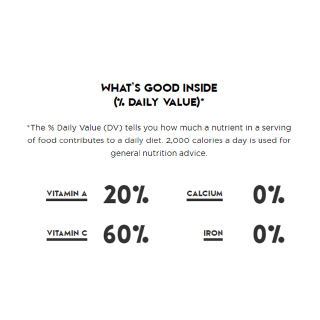 WHAT'S GOOD INSIDE
(% DAILY VALUE)*
*The % Daily Value (DV) tells you how much a nutrient in a serving
of food contributes to a daily diet. 2,000 calories a day is used for
general nutrition advice.
VITAMIN A 20% CALCIUM 0%
VITAMIN C 60% IRON 0%